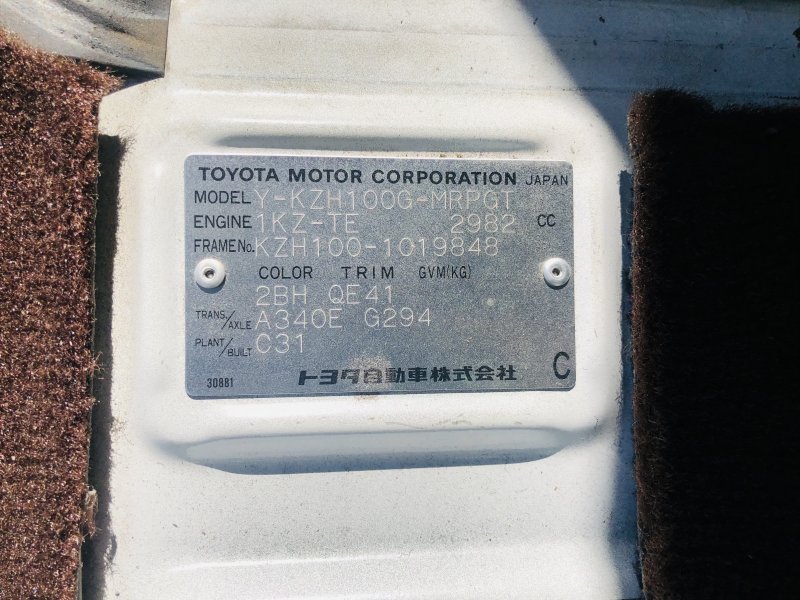 TOYOTA MOTOR CORPORATION JAPAN
MODEL Y-KZH100G-MRPGT
ENGINE 1KZ-TE 2982 CC
FRAME No. KZH100-1019848
COLOR TRIM GVM(KG)
2BH QE41
TRANS./AXLE A340E G294
PLANT/BUILT C31
30881 トヨタ自動車株式会社 C